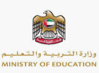 وزارة التربية والتعليم
MINISTRY OF EDUCATION